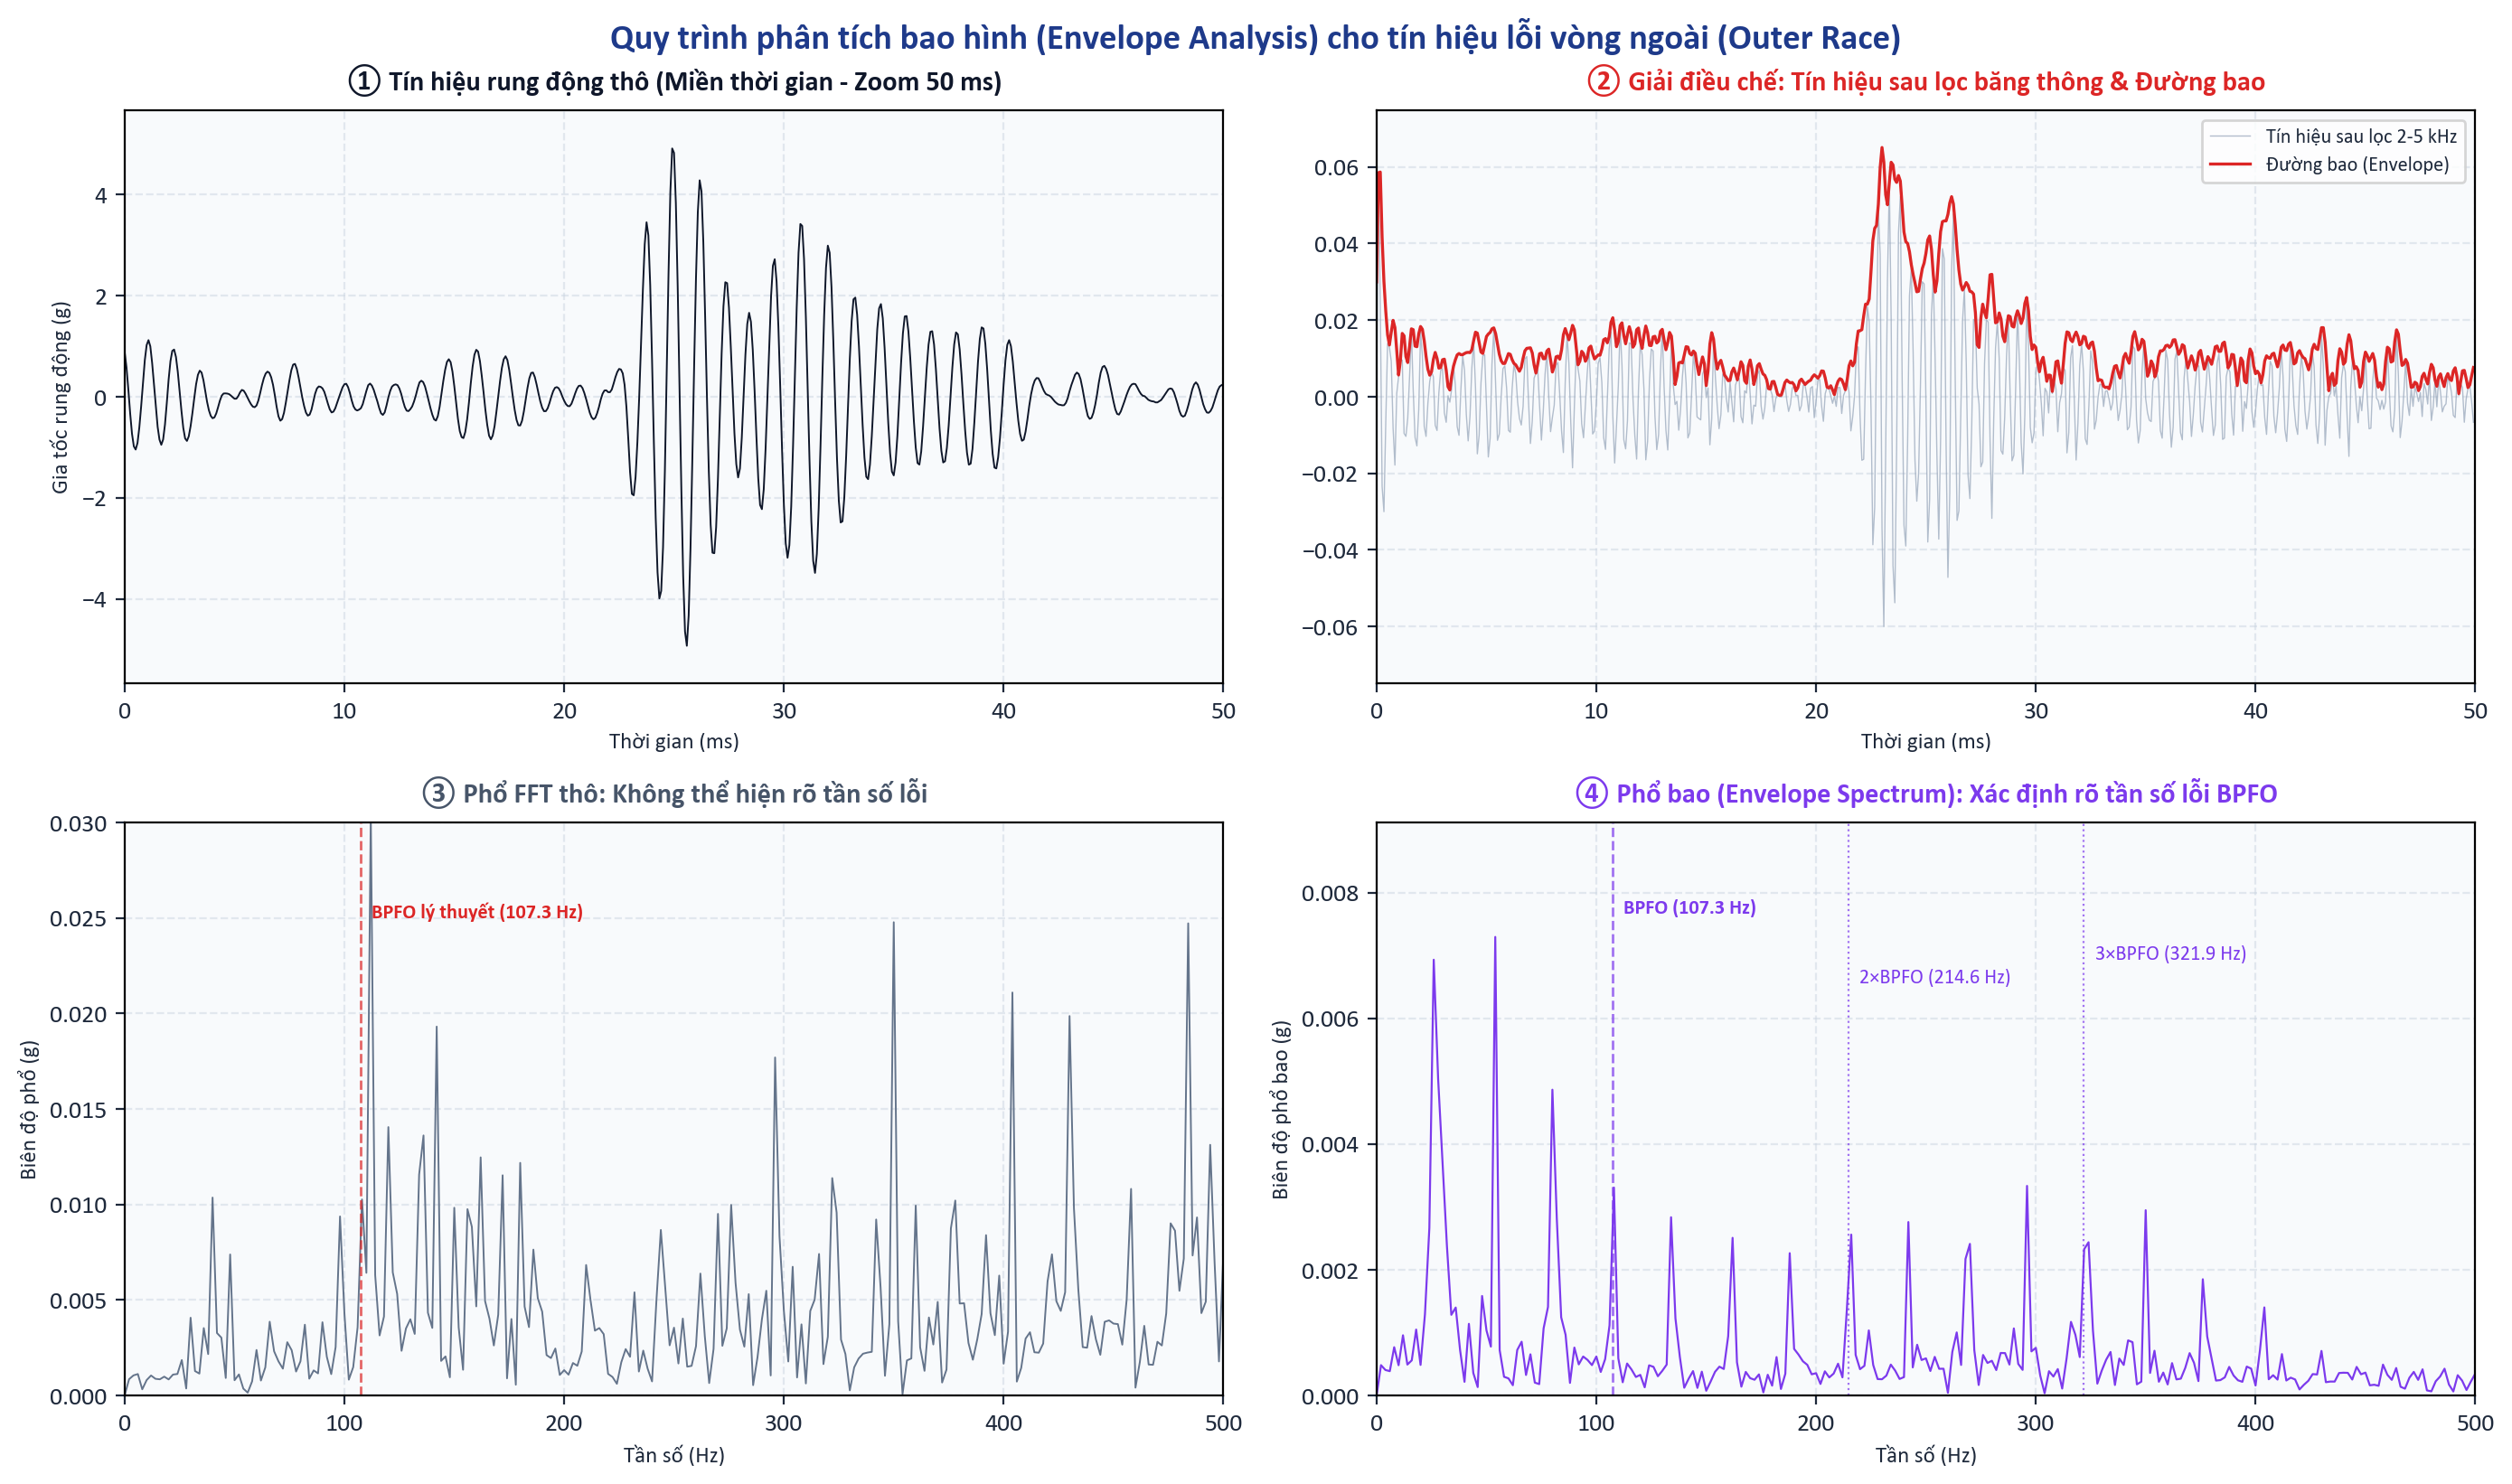 Quy trình phân tích bao hình (Envelope Analysis) cho tín hiệu lỗi vòng ngoài (Outer Race)
① Tín hiệu rung động thô (Miền thời gian - Zoom 50 ms)
Gia tốc rung động (g)
4
2
0
−2
−4
0 10 20 30 40 50
Thời gian (ms)
② Giải điều chế: Tín hiệu sau lọc băng thông & Đường bao
Tín hiệu sau lọc 2-5 kHz
Đường bao (Envelope)
0.06
0.04
0.02
0.00
−0.02
−0.04
−0.06
0 10 20 30 40 50
Thời gian (ms)
③ Phổ FFT thô: Không thể hiện rõ tần số lỗi
Biên độ phổ (g)
0.030
0.025
0.020
0.015
0.010
0.005
0.000
BPFO lý thuyết (107.3 Hz)
0 100 200 300 400 500
Tần số (Hz)
④ Phổ bao (Envelope Spectrum): Xác định rõ tần số lỗi BPFO
Biên độ phổ bao (g)
0.008
0.006
0.004
0.002
0.000
BPFO (107.3 Hz)
3×BPFO (321.9 Hz)
2×BPFO (214.6 Hz)
0 100 200 300 400 500
Tần số (Hz)